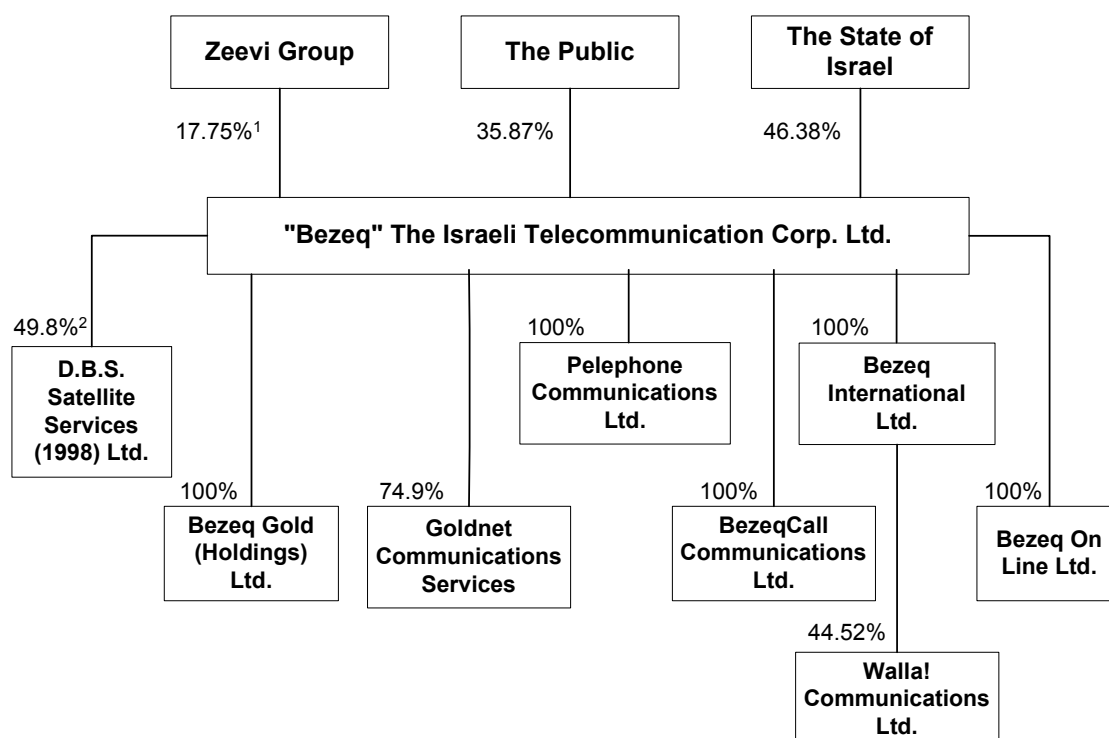 Zeevi Group
The Public
The State of
Israel
17.75%1
35.87%
46.38%
"Bezeq" The Israeli Telecommunication Corp. Ltd.
49.8%2
D.B.S.
Satellite
Services
(1998) Ltd.
100%
Pelephone
Communications
Ltd.
100%
Bezeq
International
Ltd.
100%
Bezeq Gold
(Holdings)
Ltd.
74.9%
Goldnet
Communications
Services
100%
BezeqCall
Communications
Ltd.
100%
Bezeq On
Line Ltd.
44.52%
Walla!
Communications
Ltd.